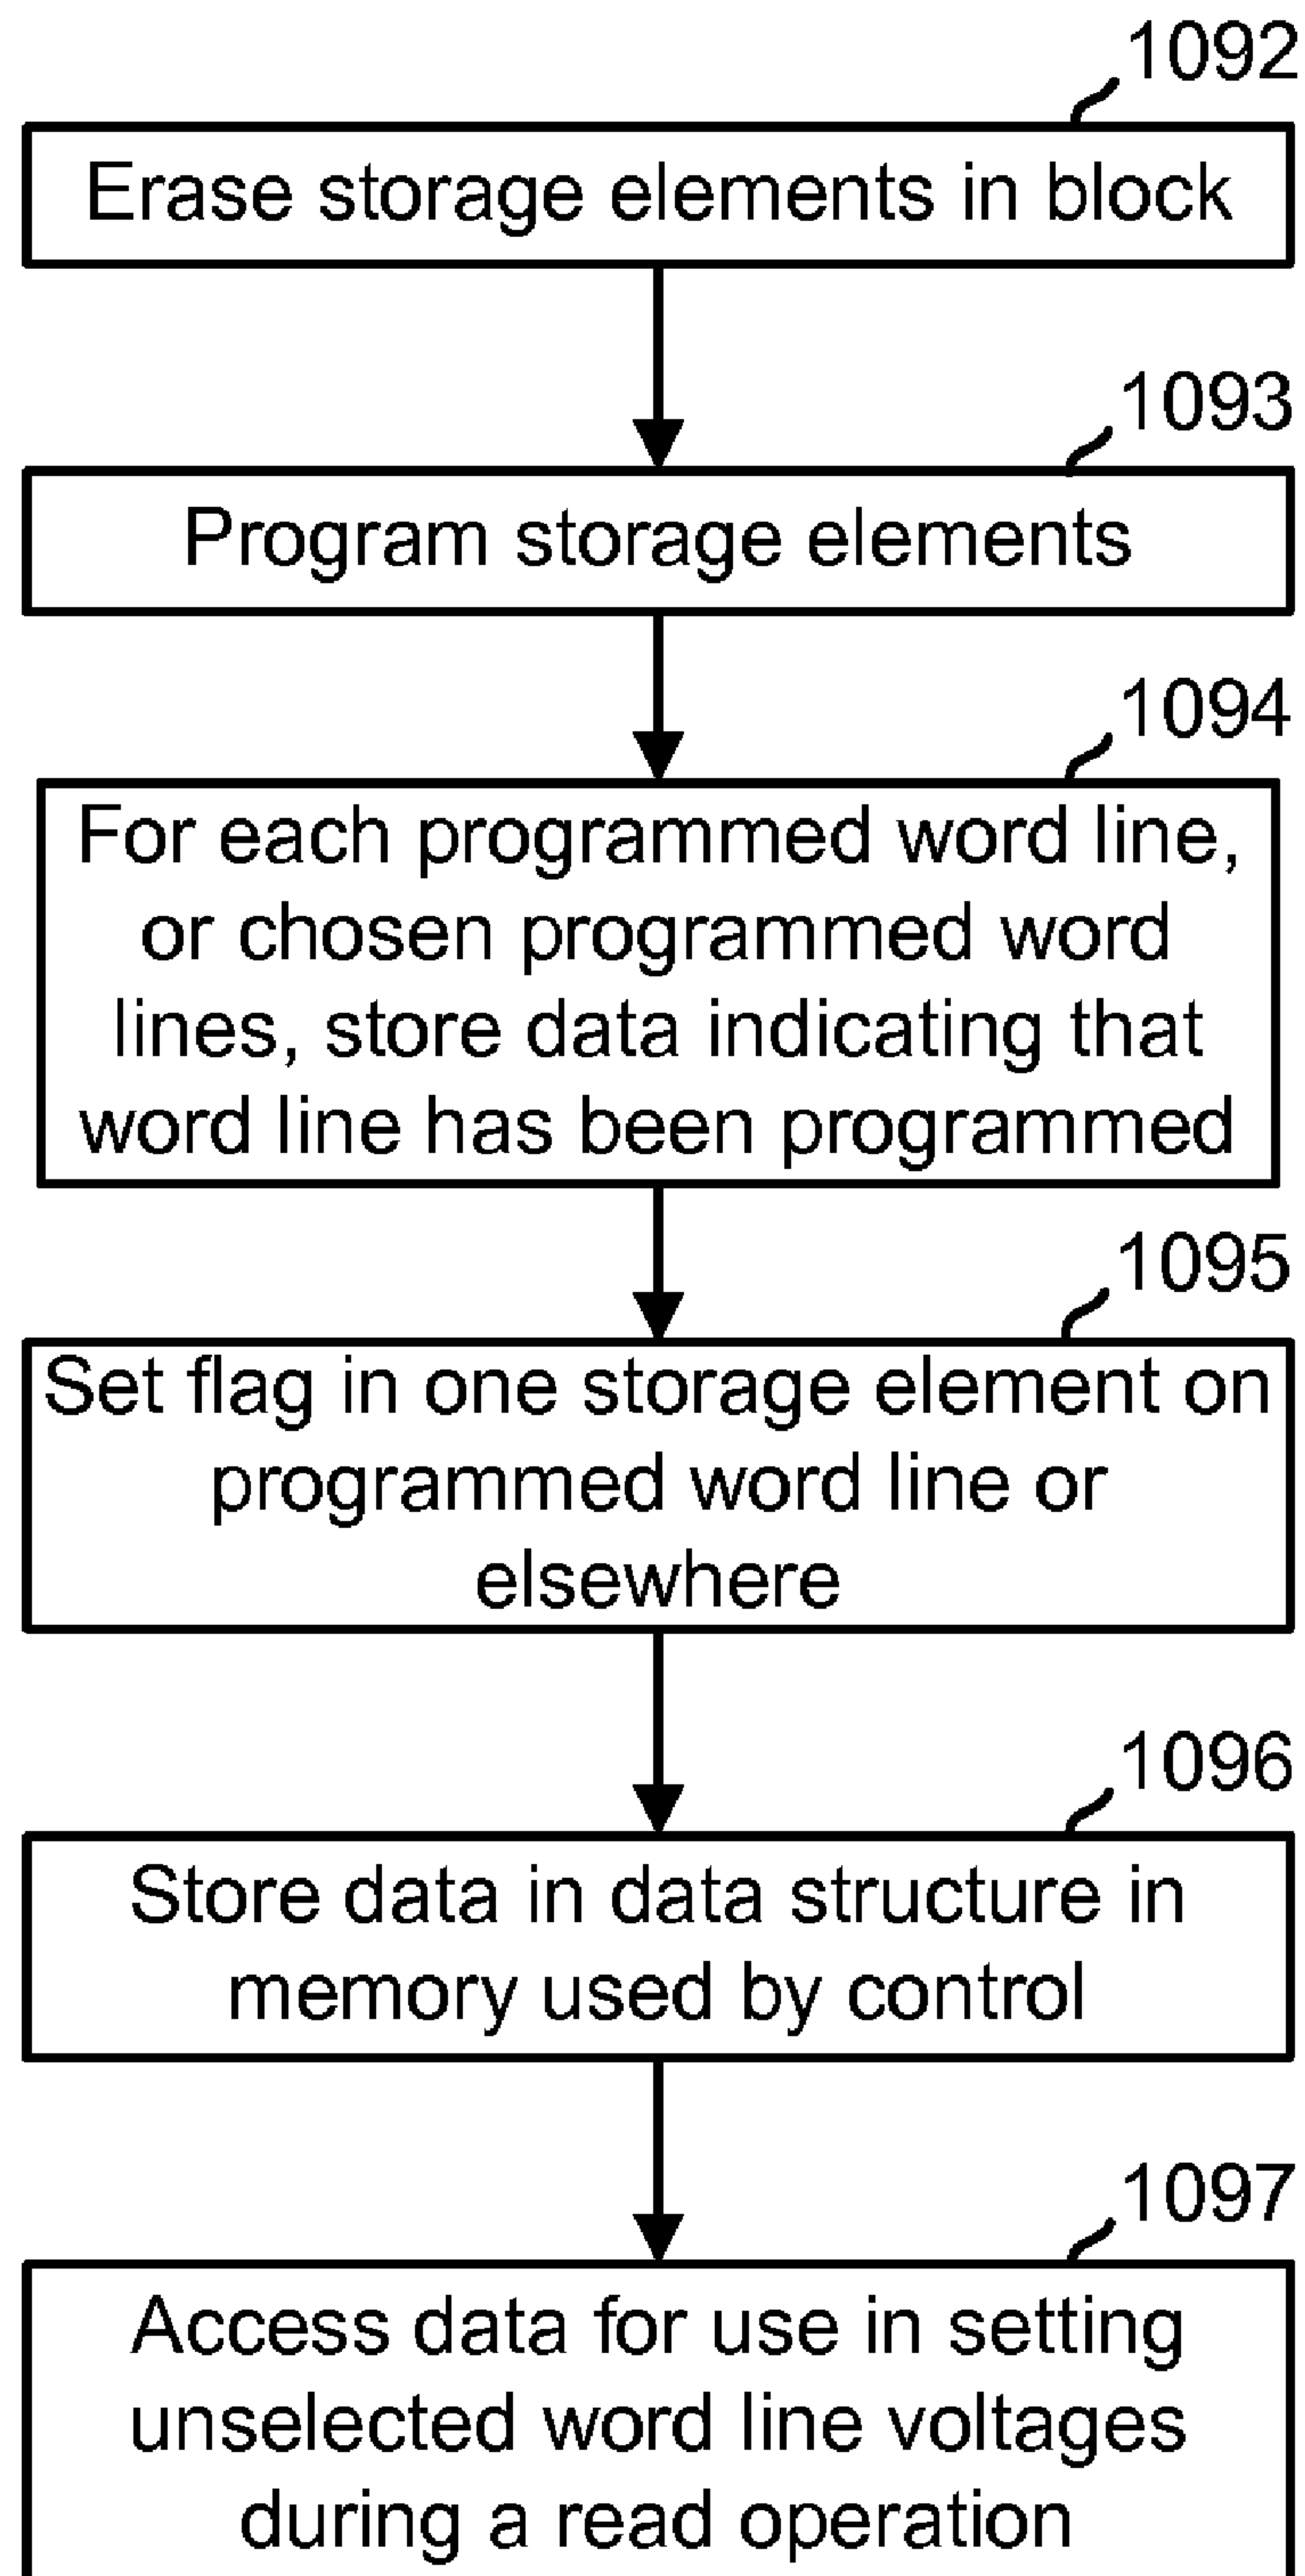 1092
Erase storage elements in block
1093
Program storage elements
1094
For each programmed word line,
or chosen programmed word
lines, store data indicating that
word line has been programmed
1095
Set flag in one storage element on
programmed word line or
elsewhere
1096
Store data in data structure in
memory used by control
1097
Access data for use in setting
unselected word line voltages
during a read operation